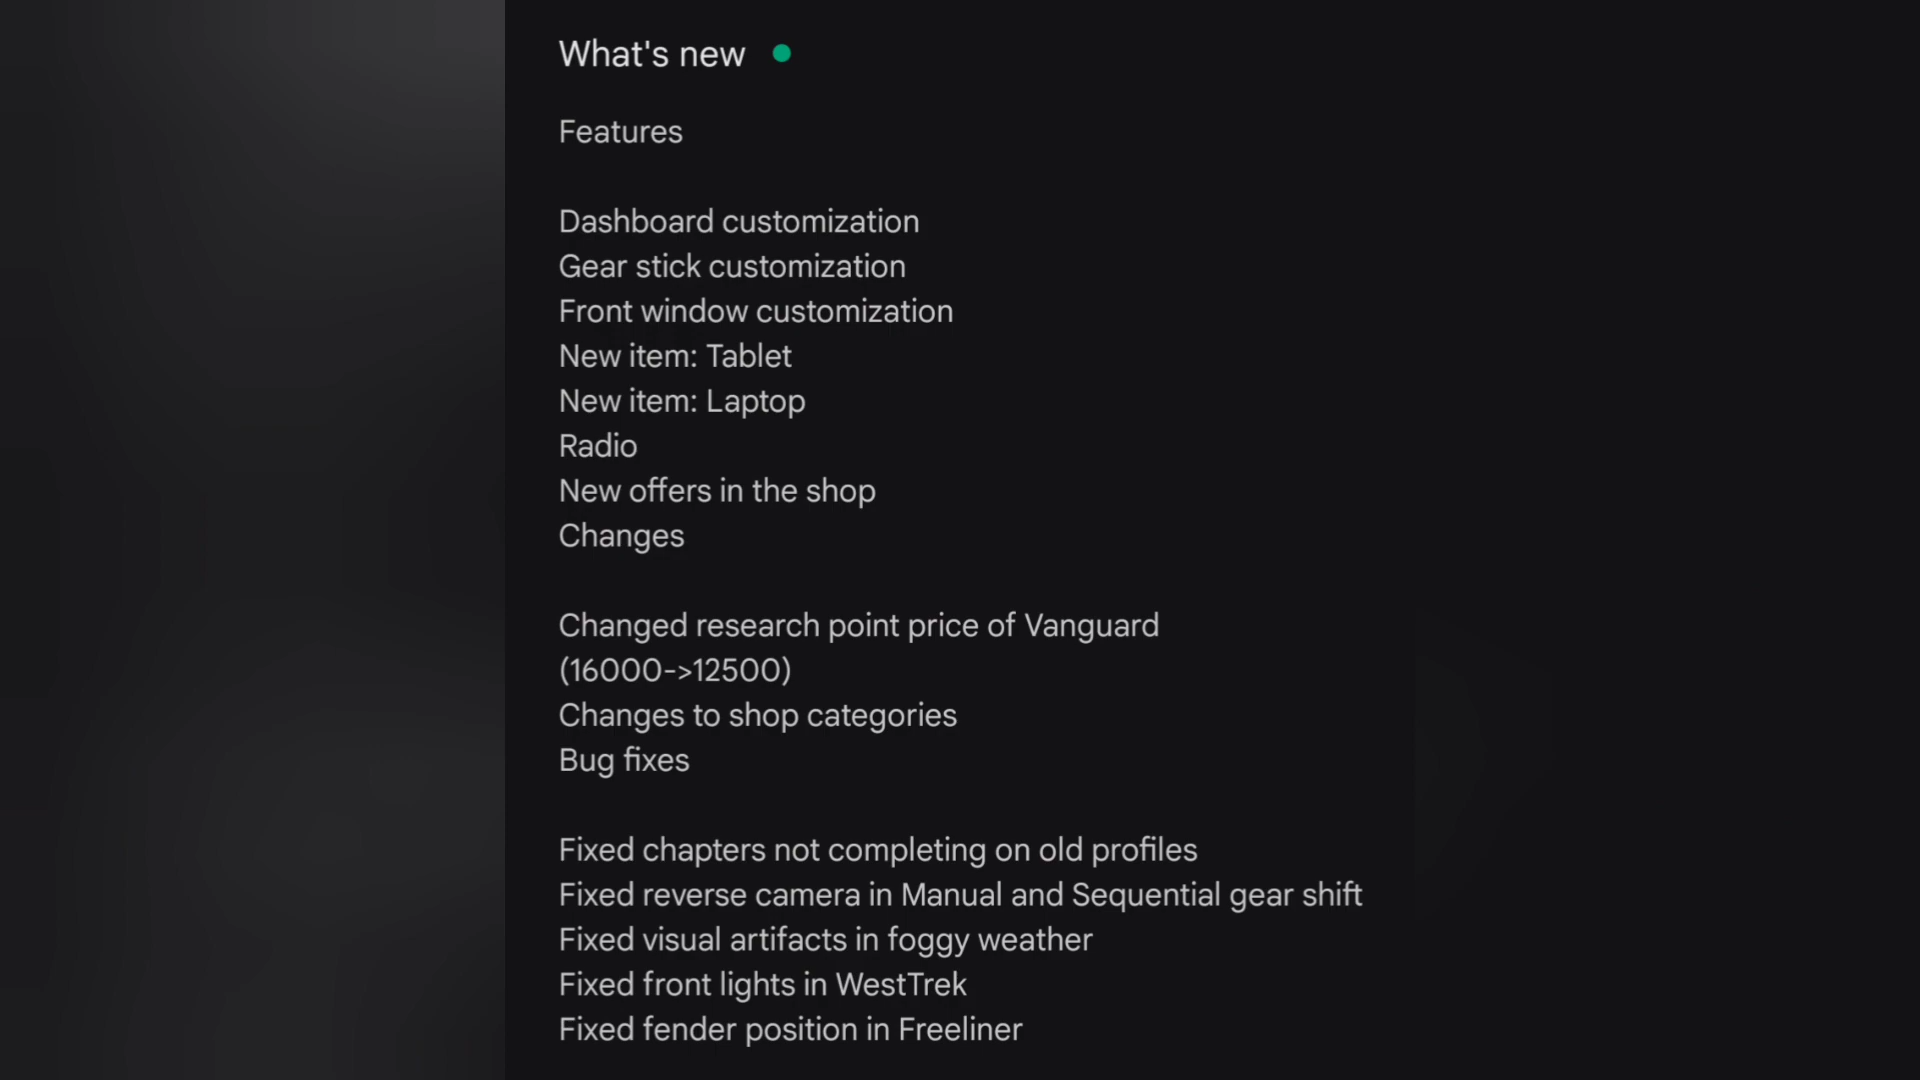 What's new
Features
Dashboard customization
Gear stick customization
Front window customization
New item: Tablet
New item: Laptop
Radio
New offers in the shop
Changes
Changed research point price of Vanguard
(16000->12500)
Changes to shop categories
Bug fixes
Fixed chapters not completing on old profiles
Fixed reverse camera in Manual and Sequential gear shift
Fixed visual artifacts in foggy weather
Fixed front lights in WestTrek
Fixed fender position in Freeliner